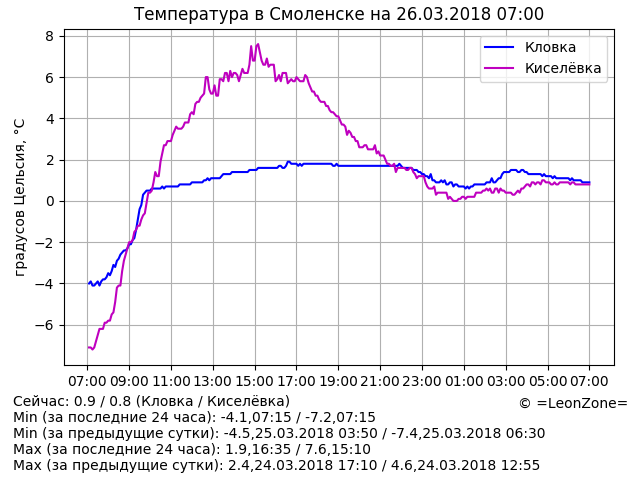 Температура в Смоленске на 26.03.2018 07:00
Кловка
Киселёвка
градусов Цельсия, °C
8
6
4
2
0
−2
−4
−6
07:00 09:00 11:00 13:00 15:00 17:00 19:00 21:00 23:00 01:00 03:00 05:00 07:00
Сейчас: 0.9 / 0.8 (Кловка / Киселёвка)
© =LeonZone=
Min (за последние 24 часа): -4.1,07:15 / -7.2,07:15
Min (за предыдущие сутки): -4.5,25.03.2018 03:50 / -7.4,25.03.2018 06:30
Max (за последние 24 часа): 1.9,16:35 / 7.6,15:10
Max (за предыдущие сутки): 2.4,24.03.2018 17:10 / 4.6,24.03.2018 12:55